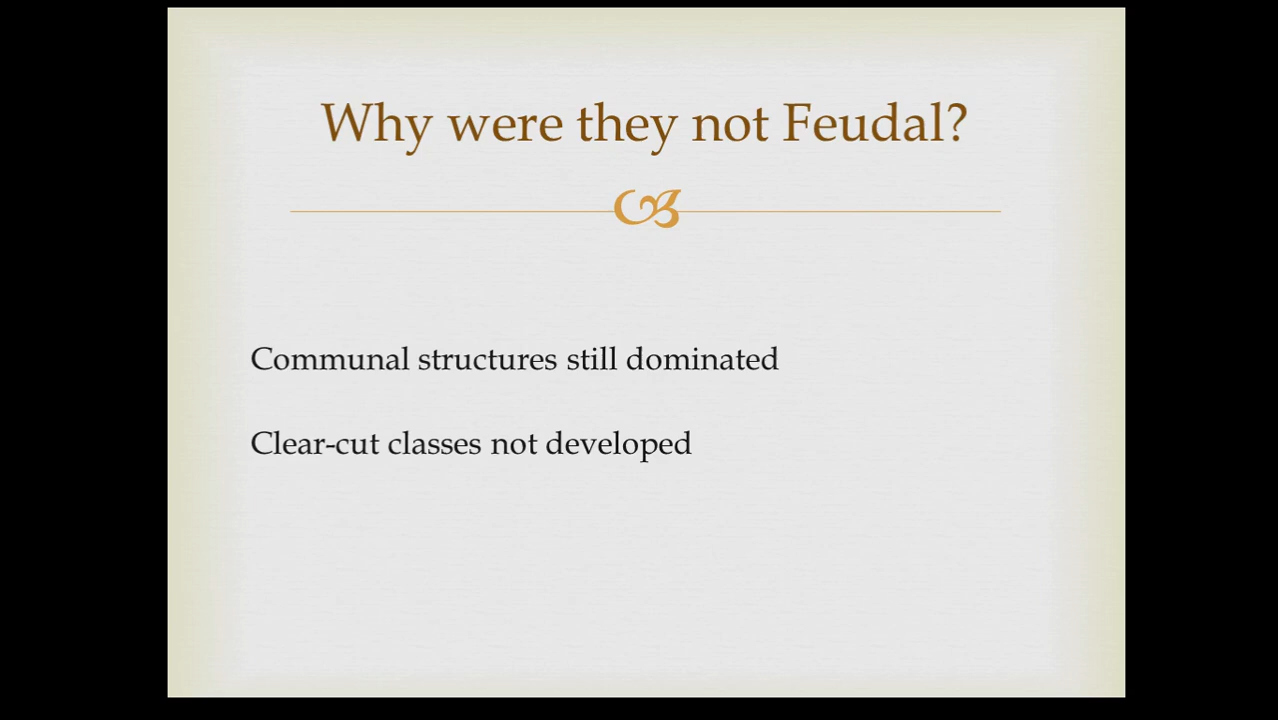 Why were they not Feudal?
Communal structures still dominated
Clear-cut classes not developed